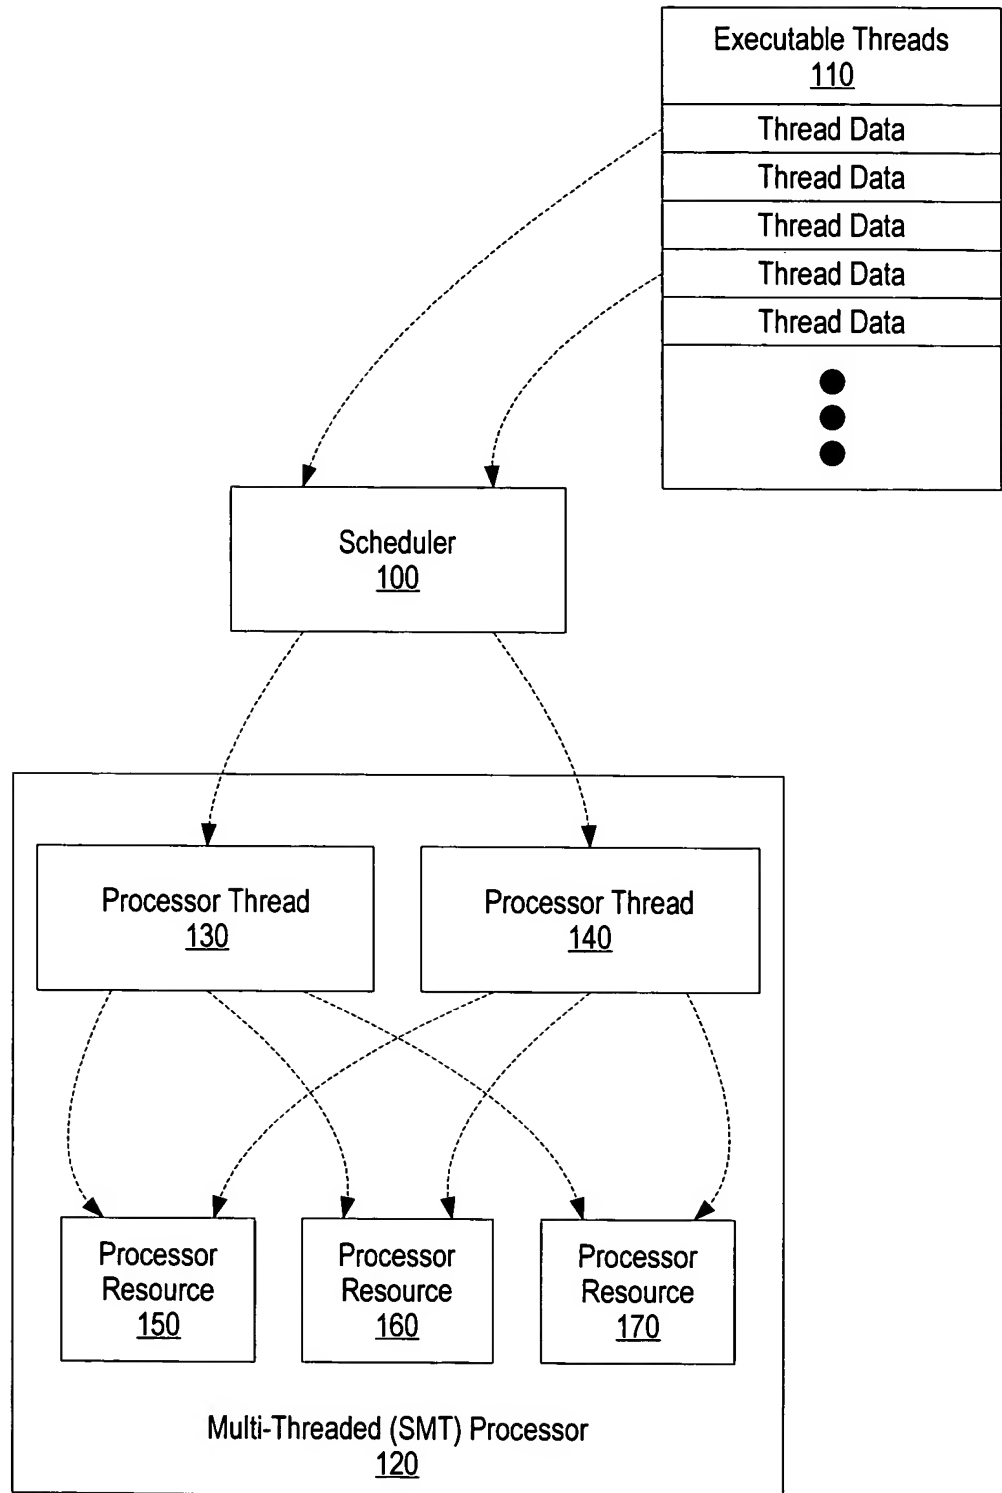 Executable Threads
110
Thread Data
Thread Data
Thread Data
Thread Data
Thread Data
Scheduler
100
Processor Thread
130
Processor Thread
140
Processor
Resource
150
Processor
Resource
160
Processor
Resource
170
Multi-Threaded (SMT) Processor
120